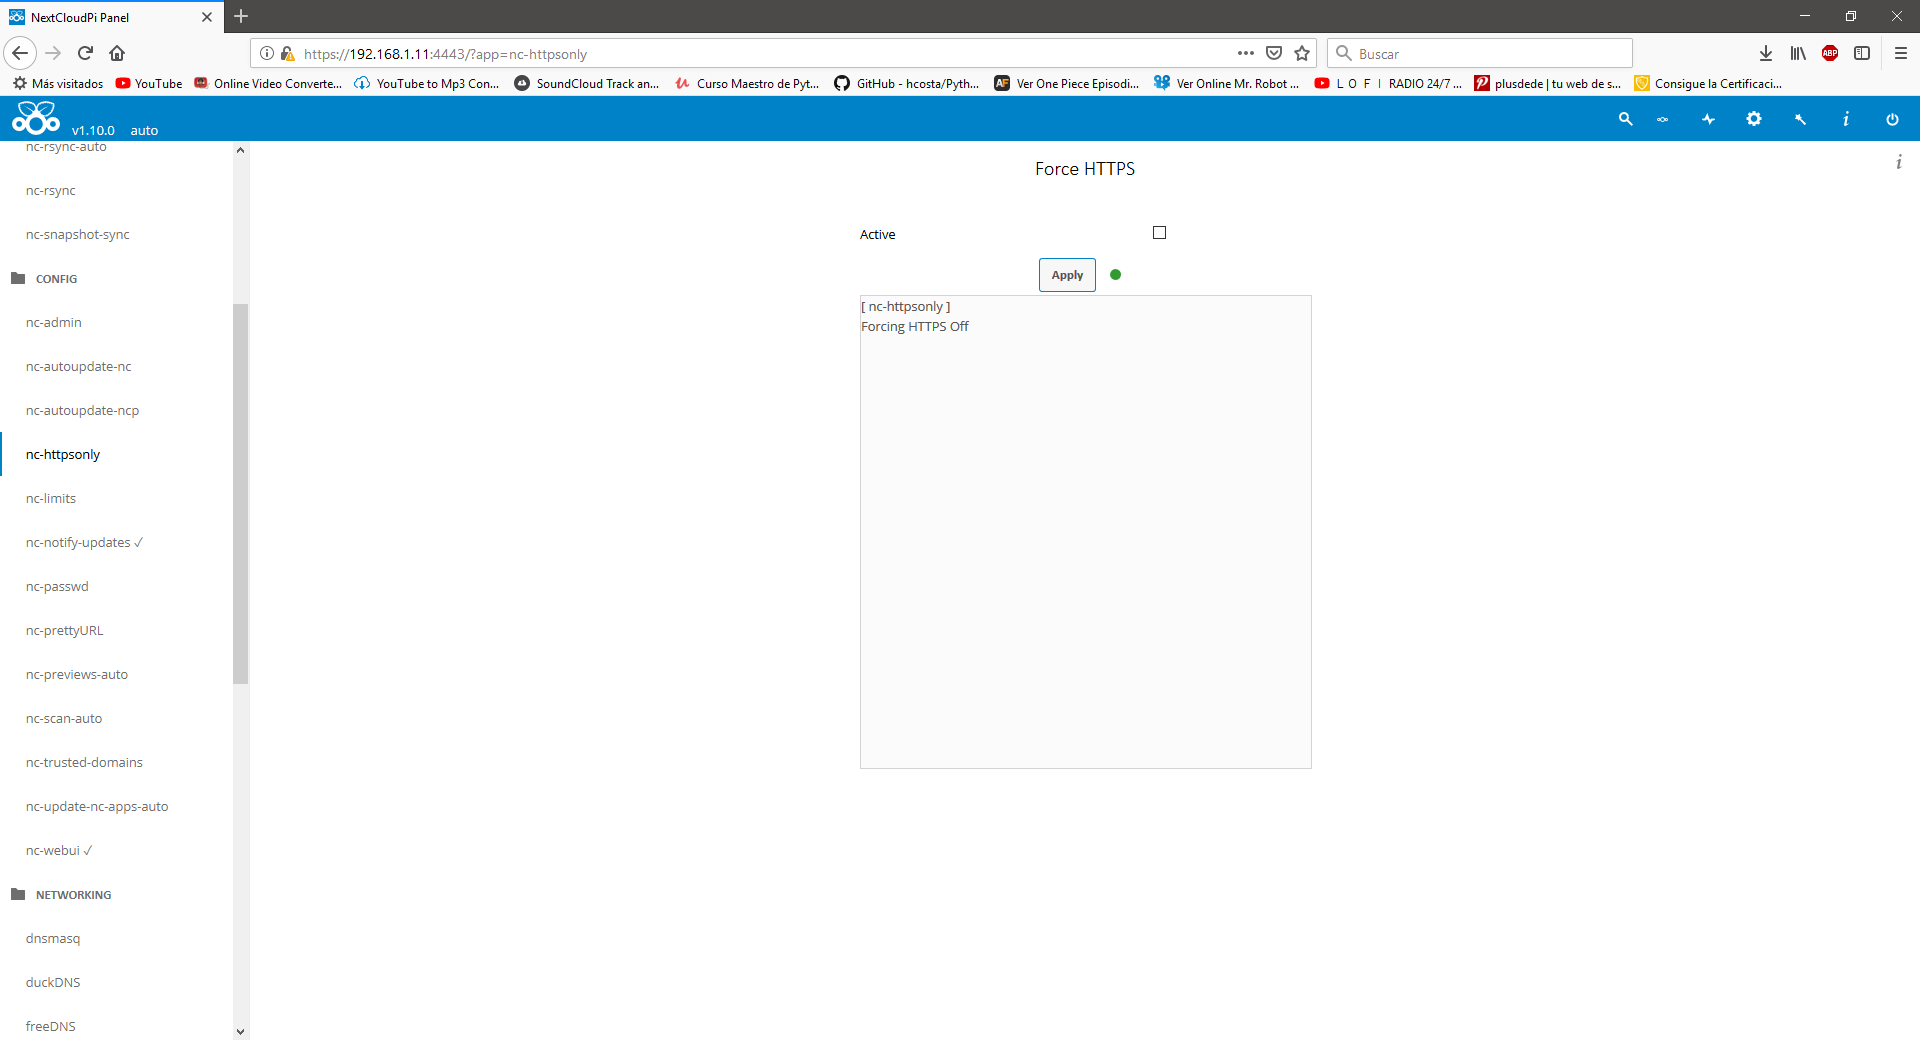 NextCloudPi Panel
https://192.168.1.11:4443/?app=nc-httpsonly
Buscar
Más visitados
YouTube
Online Video Converte...
YouTube to Mp3 Con...
SoundCloud Track an...
Curso Maestro de Pyt...
GitHub - hcosta/Pyth...
Ver One Piece Episodi...
Ver Online Mr. Robot ...
L O F I RADIO 24/7 ...
plusdede | tu web de s...
Consigue la Certificaci...
ABP
AF
v1.10.0
auto
nc-rsync-auto
nc-rsync
nc-snapshot-sync
CONFIG
nc-admin
nc-autoupdate-nc
nc-autoupdate-ncp
nc-httpsonly
nc-limits
nc-notify-updates ✓
nc-passwd
nc-prettyURL
nc-previews-auto
nc-scan-auto
nc-trusted-domains
nc-update-nc-apps-auto
nc-webui ✓
NETWORKING
dnsmasq
duckDNS
freeDNS
Force HTTPS
Active
Apply
[ nc-httpsonly ]
Forcing HTTPS Off